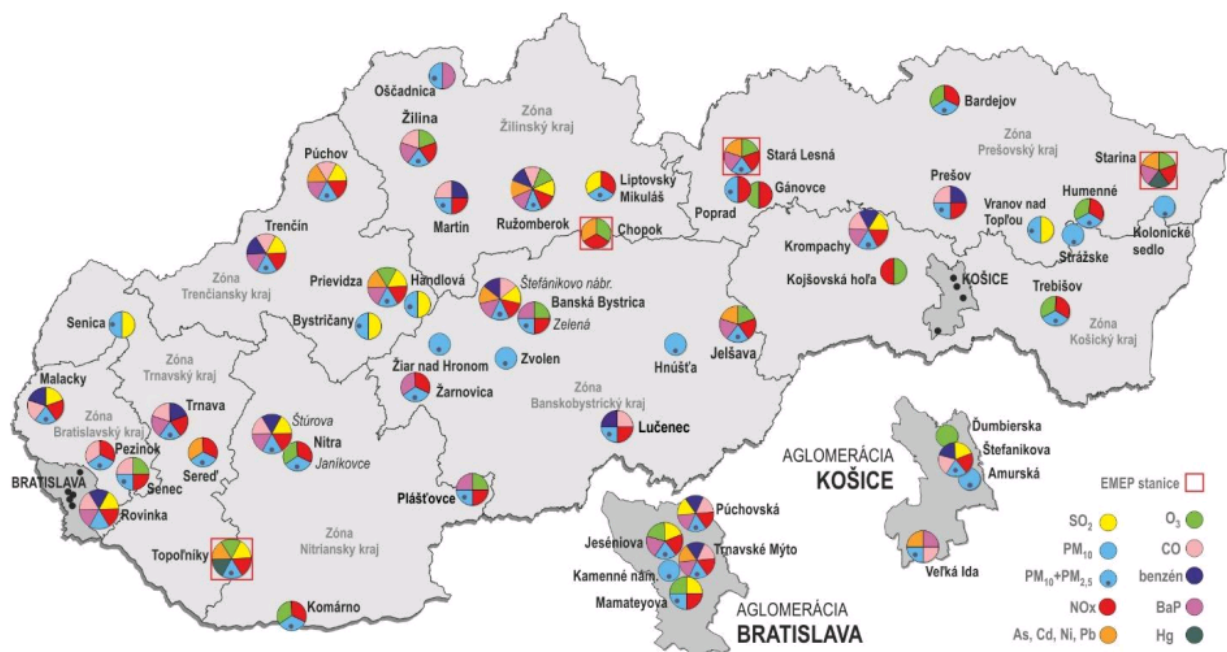 Oščadnica
Žilina
Zóna
Žilinský kraj
Púchov
Martin
Ružomberok
Liptovský
Mikuláš
Chopok
Stará Lesná
Gánovce
Poprad
Bardejov
Zóna
Prešovský kraj
Starina
Prešov
Humenné
Vranov nad
Topľou
Strážske
Kolonické
sedlo
Krompachy
Kojšovská hoľa
KOŠICE
Trebišov
Zóna
Košický kraj
Trenčín
Zóna
Trenčiansky kraj
Prievidza
Handlová
Bystričany
Štefánikovo nábr.
Banská Bystrica
Zelená
Jelšava
Senica
Zóna
Trnavský kraj
Žiar nad Hronom
Zvolen
Hnúšťa
Žarnovica
Zóna
Banskobystrický kraj
Malacky
Zóna
Bratislavský kraj
Trnava
Štúrova
Nitra
Janíkovce
Lučenec
Pezinok
Sereď
Senec
BRATISLAVA
Rovinka
Plášťovce
Topoľníky
Zóna
Nitriansky kraj
Komárno
Púchovská
Jeséniova
Trnavské Mýto
Kamenné nám.
Mamateyova
AGLOMERÁCIA
BRATISLAVA
AGLOMERÁCIA
KOŠICE
Ďumbierska
Štefanikova
Amurská
Veľká Ida
EMEP stanice
SO2
O3
PM10
CO
PM10+PM2,5
benzén
NOx
BaP
As, Cd, Ni, Pb
Hg